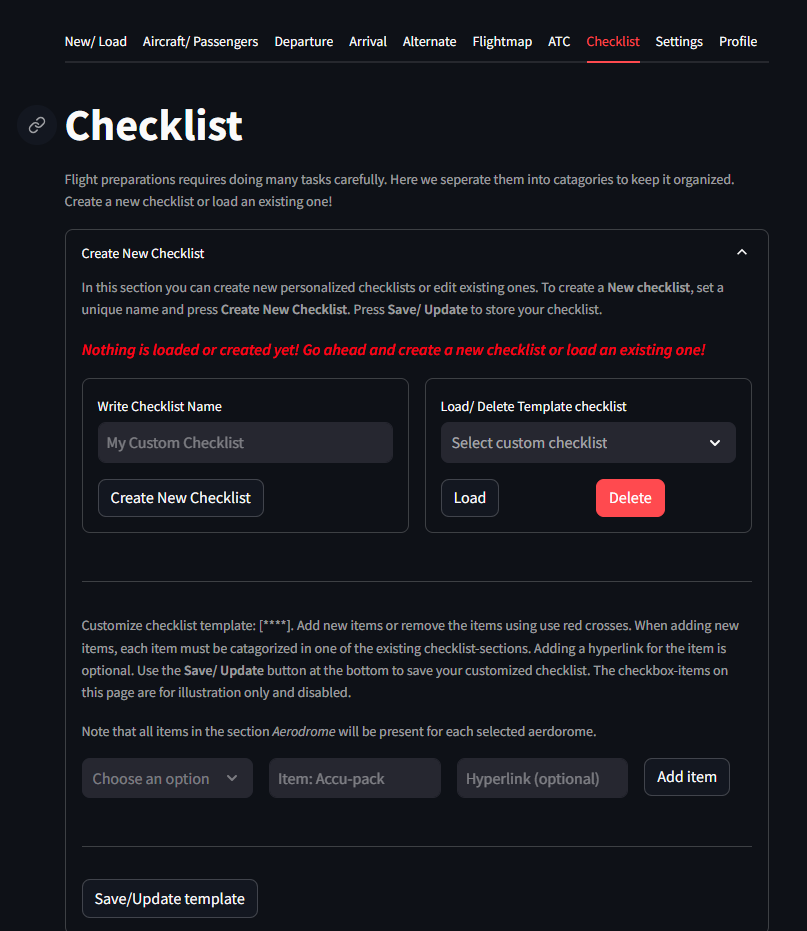 New/ Load Aircraft/ Passengers Departure Arrival Alternate Flightmap ATC Checklist Settings Profile
Checklist
Flight preparations requires doing many tasks carefully. Here we seperate them into catagories to keep it organized.
Create a new checklist or load an existing one!
Create New Checklist
In this section you can create new personalized checklists or edit existing ones. To create a New checklist, set a
unique name and press Create New Checklist. Press Save/ Update to store your checklist.
Nothing is loaded or created yet! Go ahead and create a new checklist or load an existing one!
Write Checklist Name
My Custom Checklist
Create New Checklist
Load/ Delete Template checklist
Select custom checklist
Load Delete
Customize checklist template: [****]. Add new items or remove the items using use red crosses. When adding new
items, each item must be catagorized in one of the existing checklist-sections. Adding a hyperlink for the item is
optional. Use the Save/ Update button at the bottom to save your customized checklist. The checkbox-items on
this page are for illustration only and disabled.
Note that all items in the section Aerodrome will be present for each selected aerdorome.
Choose an option Item: Accu-pack Hyperlink (optional) Add item
Save/Update template